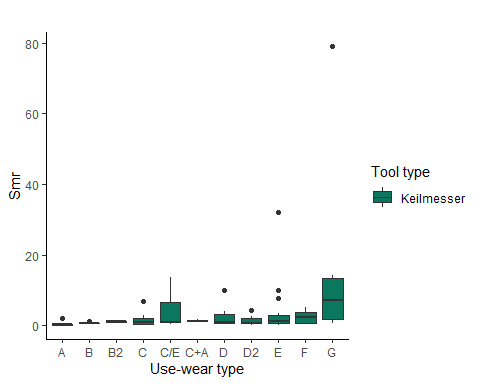 80
60
40
20
0
Smr
A B B2 C C/E C+A D D2 E F G
Use-wear type
Tool type
Keilmesser